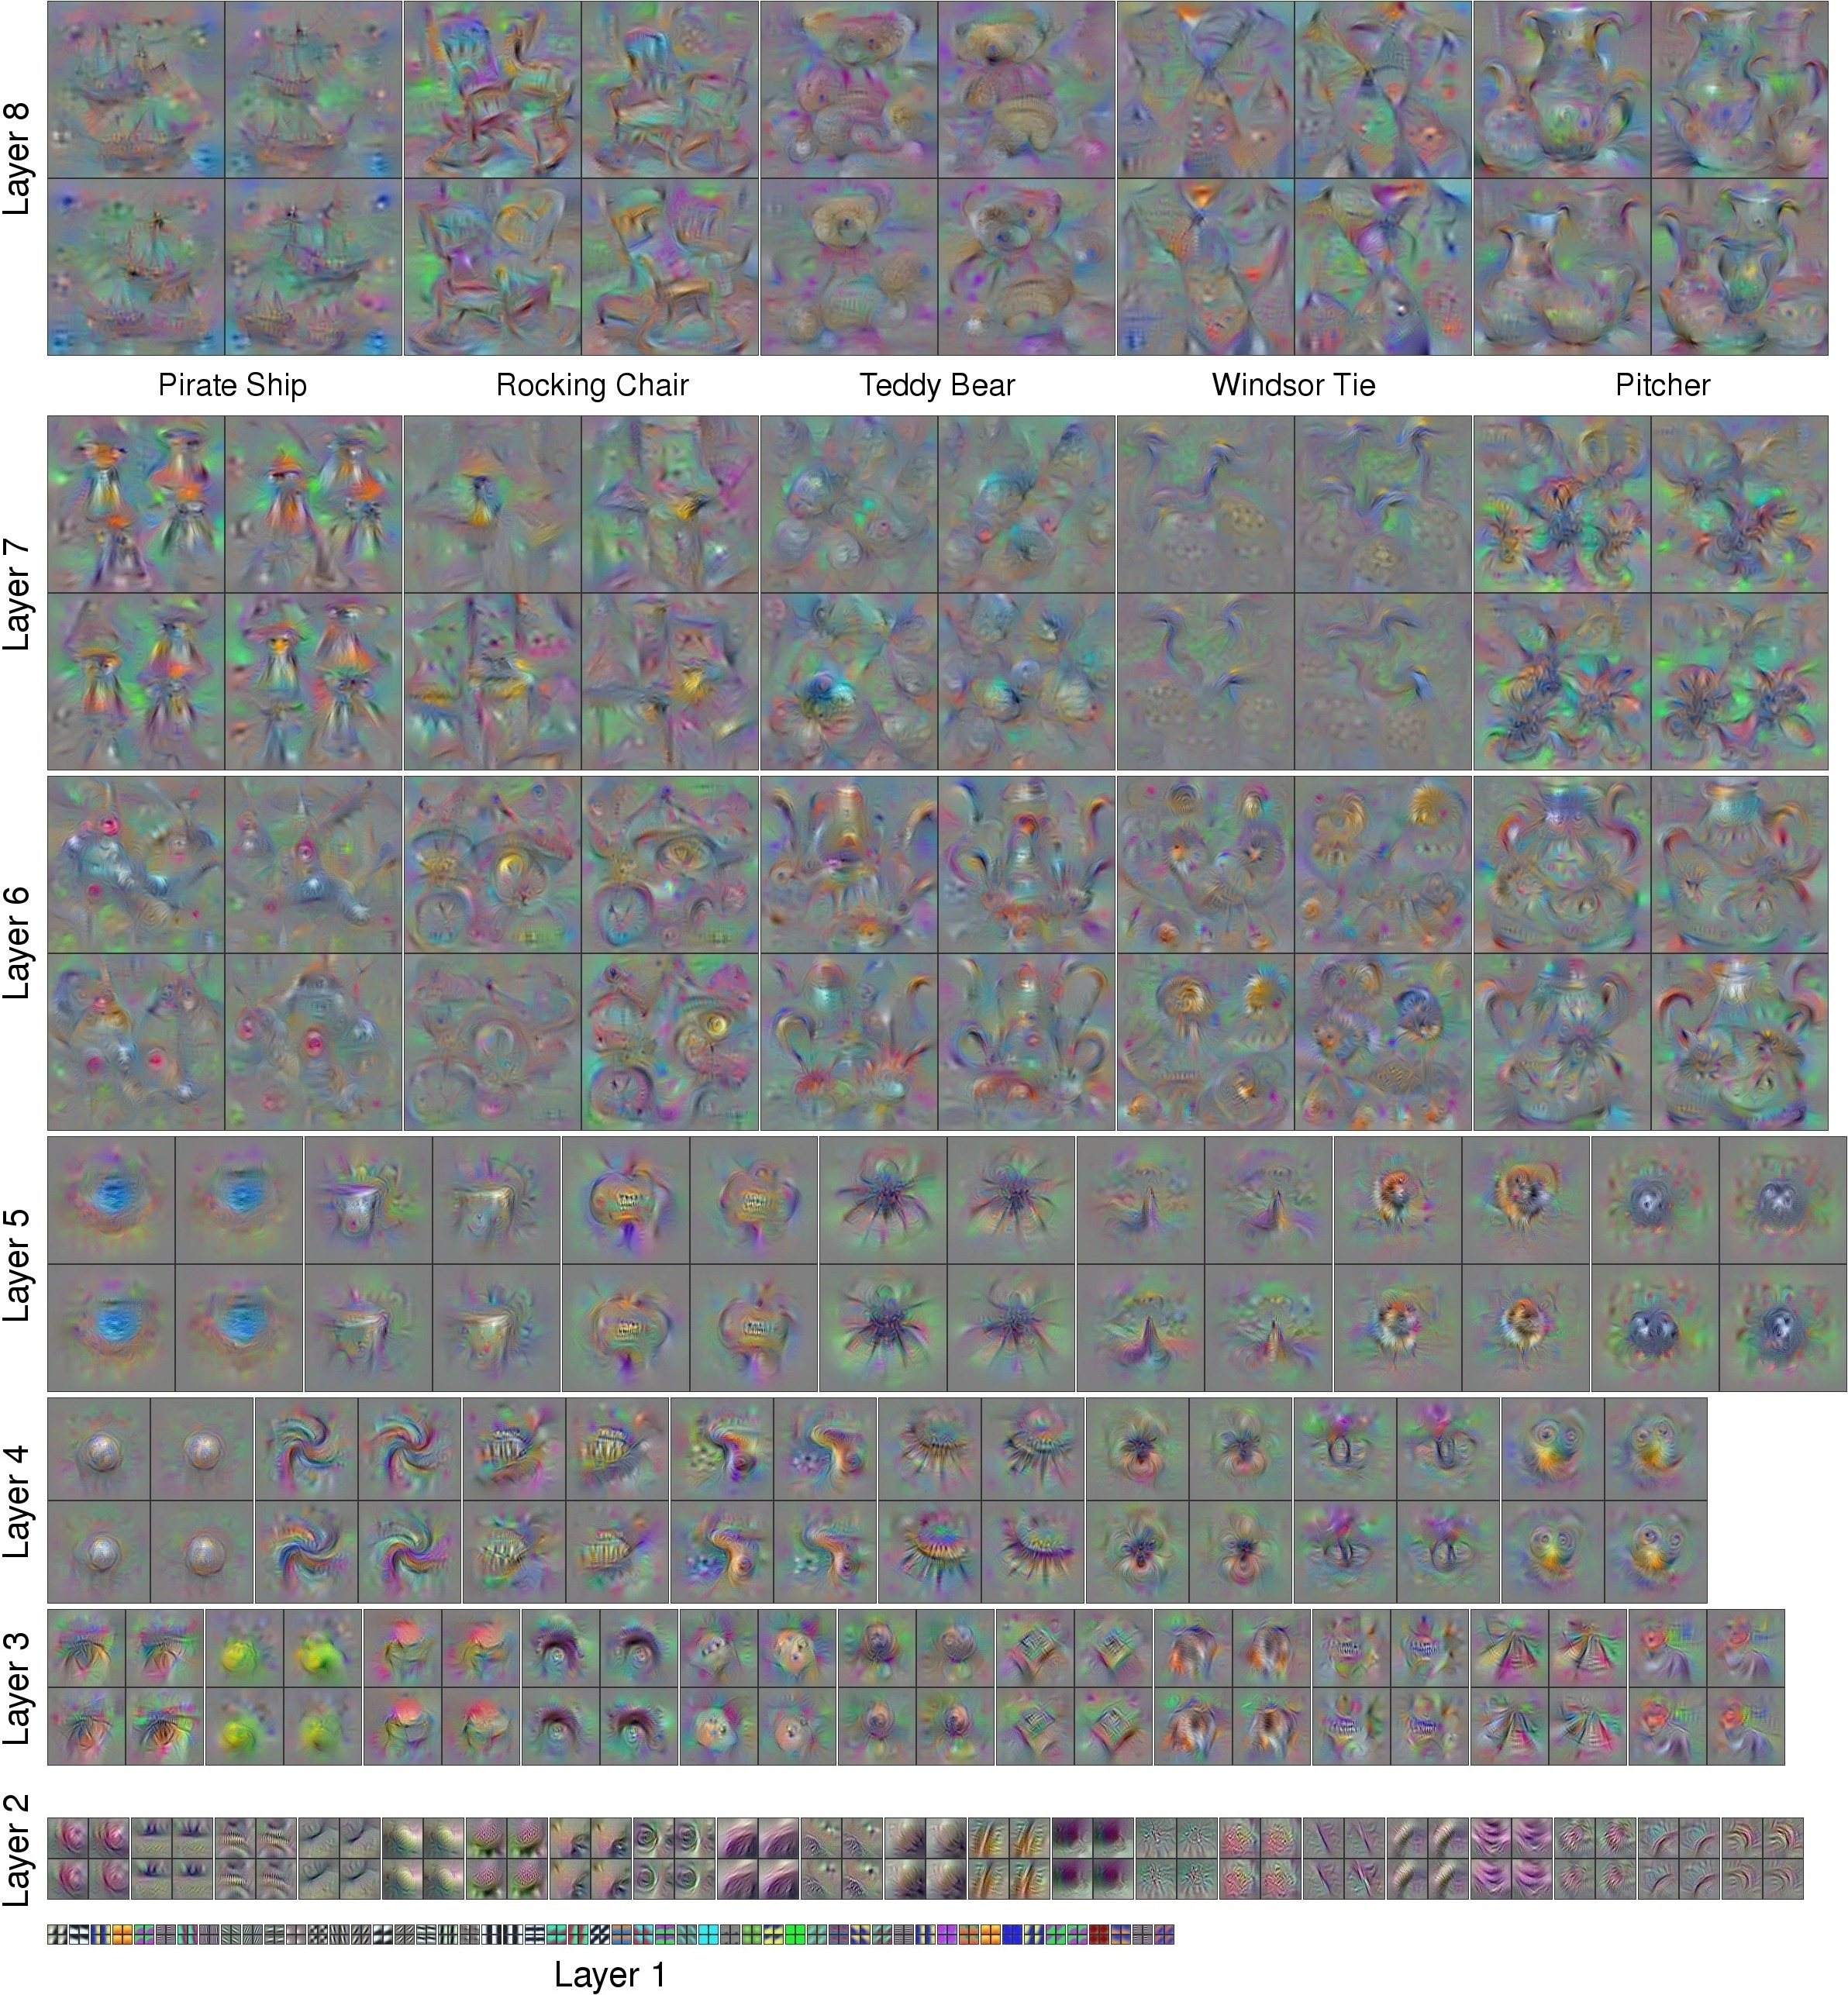 Layer 8
Pirate Ship
Rocking Chair
Teddy Bear
Windsor Tie
Pitcher
Layer 7
Layer 6
Layer 5
Layer 4
Layer 3
Layer 2
Layer 1